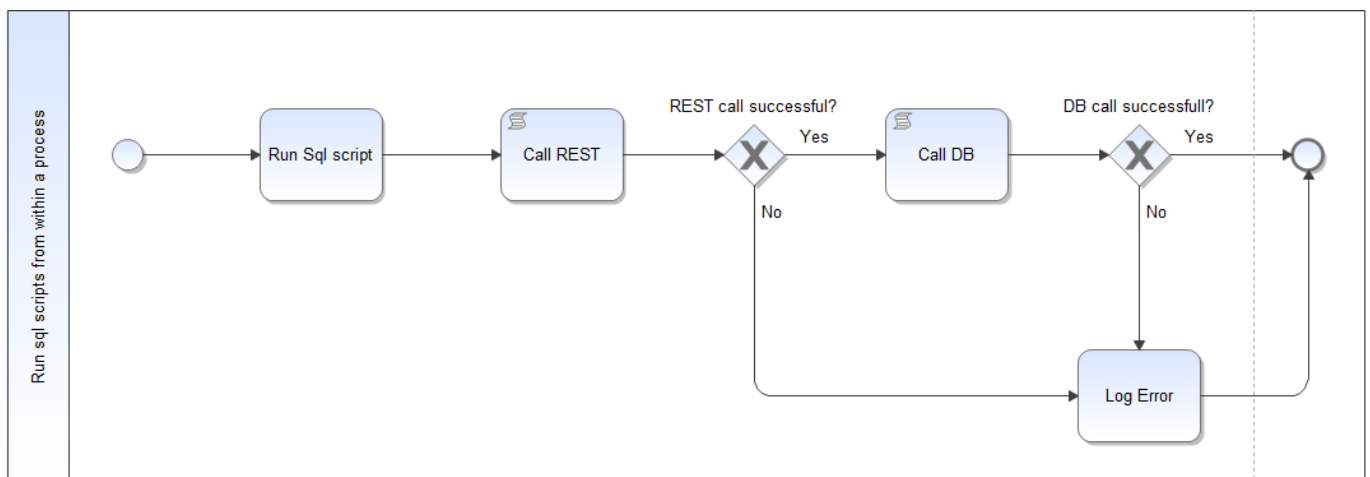 Run sql scripts from within a process
Run Sql script
Call REST
REST call successful?
Yes
No
Call DB
DB call successfull?
Yes
No
Log Error